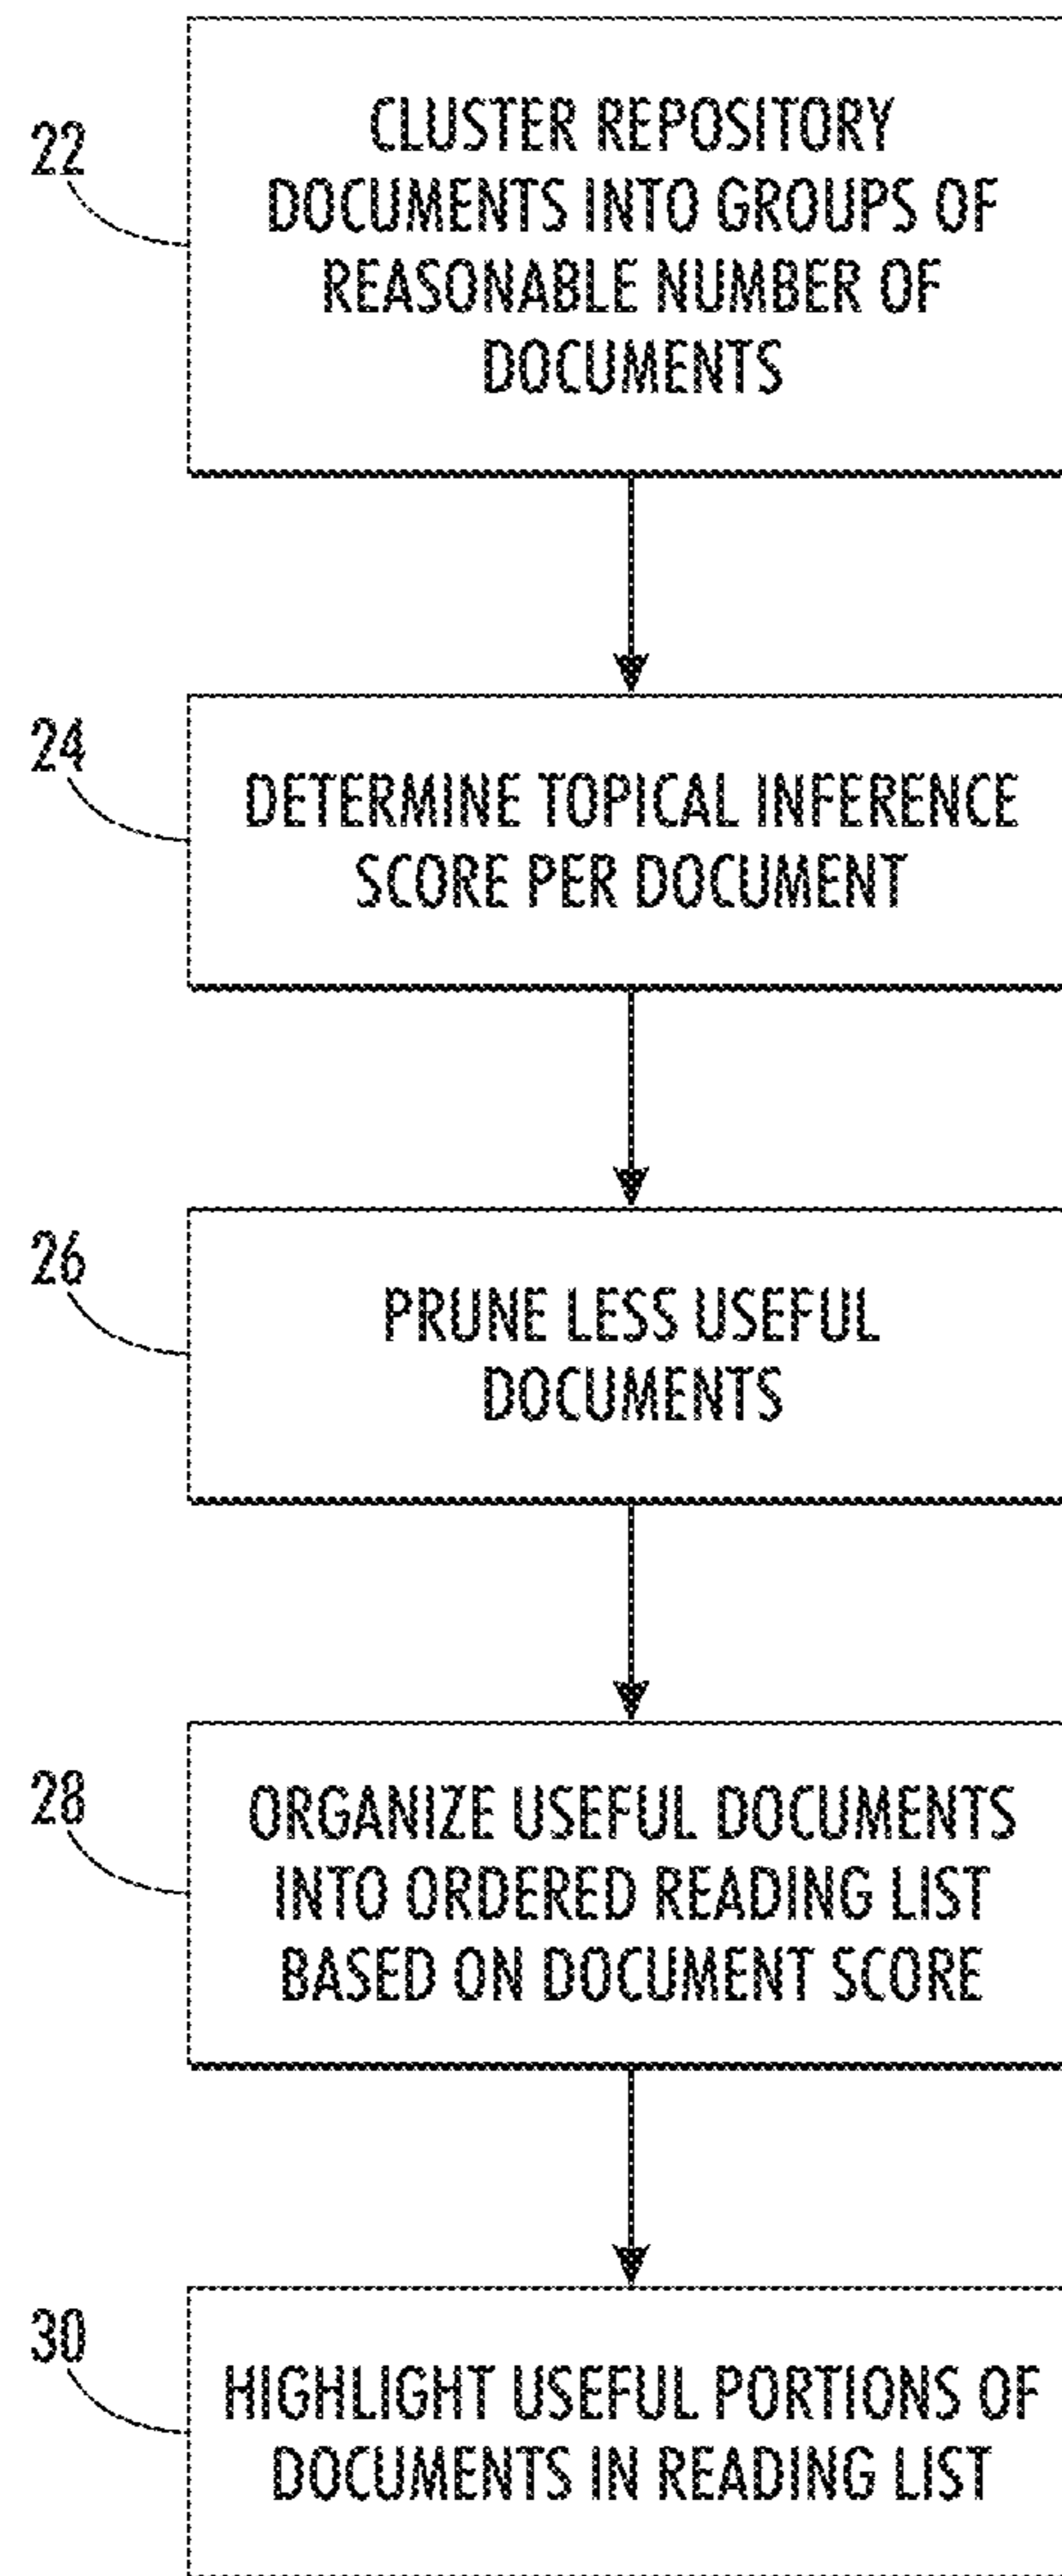 22
CLUSTER REPOSITORY
DOCUMENTS INTO GROUPS OF
REASONABLE NUMBER OF
DOCUMENTS
24
DETERMINE TOPICAL INFERENCE
SCORE PER DOCUMENT
26
PRUNE LESS USEFUL
DOCUMENTS
28
ORGANIZE USEFUL DOCUMENTS
INTO ORDERED READING LIST
BASED ON DOCUMENT SCORE
30
HIGHLIGHT USEFUL PORTIONS OF
DOCUMENTS IN READING LIST